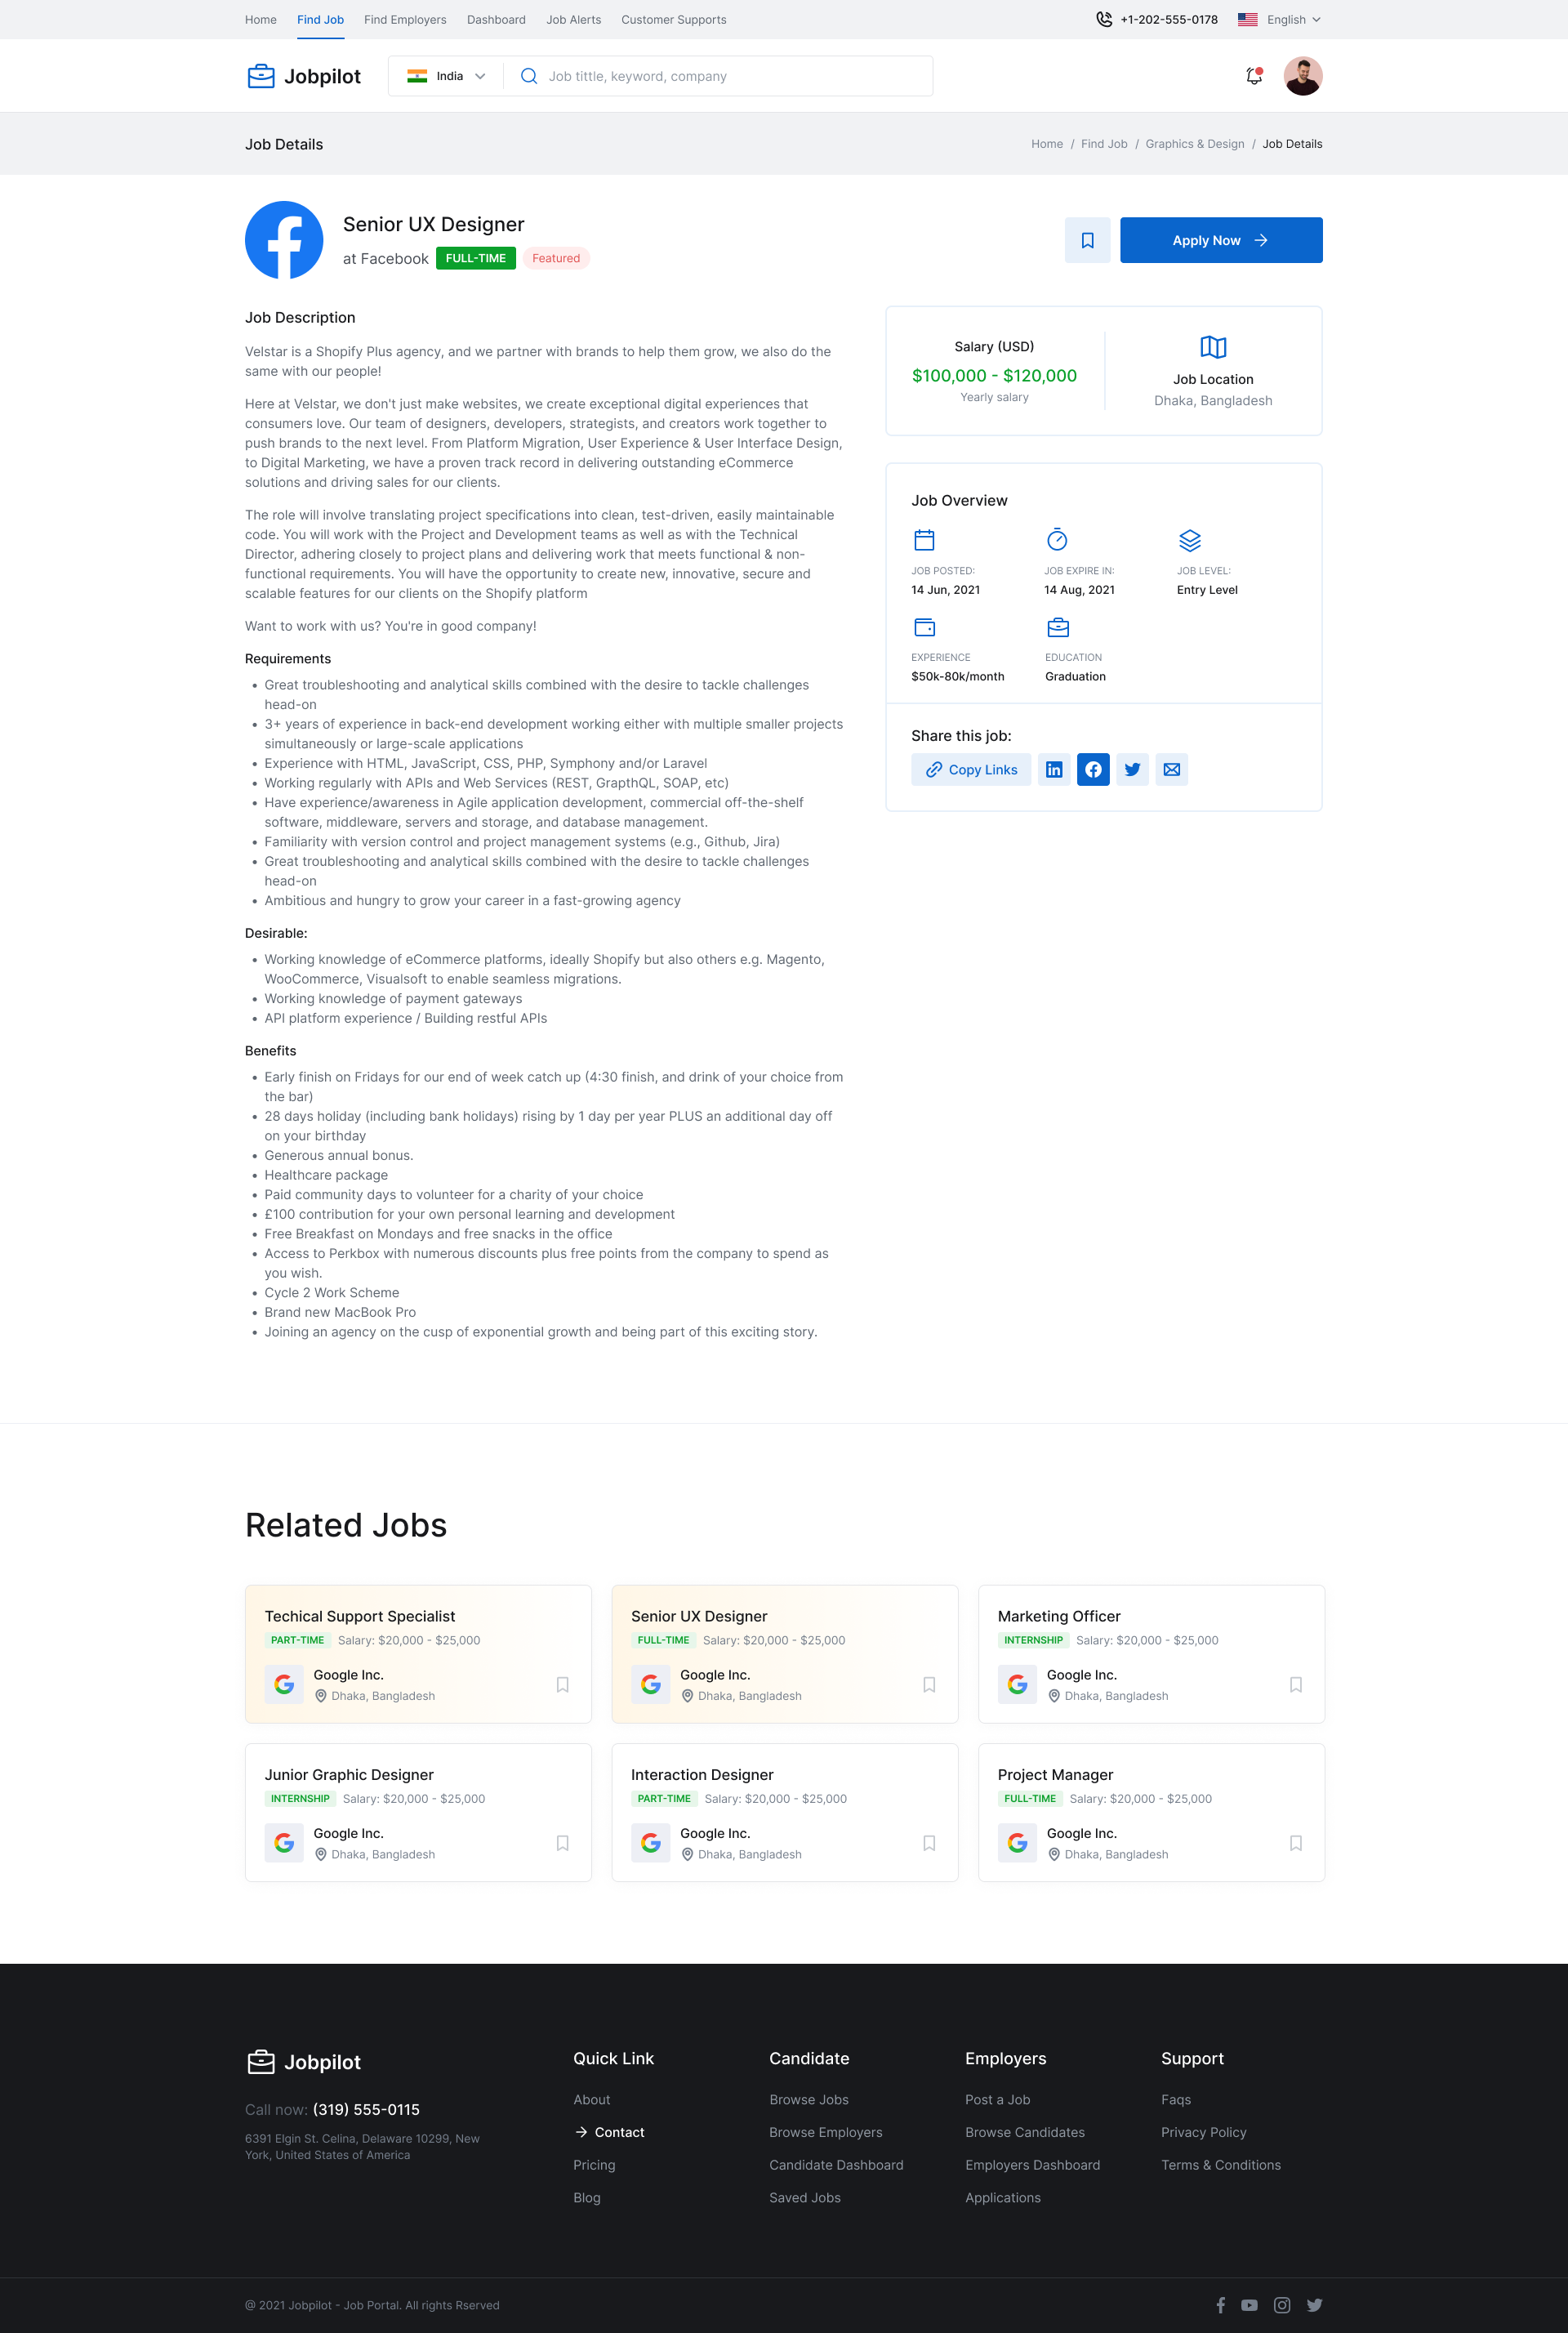 Home Find Job Find Employers Dashboard Job Alerts Customer Supports +1-202-555-0178 English
Jobpilot India Job tittle, keyword, company
Job Details Home / Find Job / Graphics & Design / Job Details
Senior UX Designer
at Facebook FULL-TIME Featured
Apply Now
Job Description
Velstar is a Shopify Plus agency, and we partner with brands to help them grow, we also do the
same with our people!
Here at Velstar, we don't just make websites, we create exceptional digital experiences that
consumers love. Our team of designers, developers, strategists, and creators work together to
push brands to the next level. From Platform Migration, User Experience & User Interface Design,
to Digital Marketing, we have a proven track record in delivering outstanding eCommerce
solutions and driving sales for our clients.
The role will involve translating project specifications into clean, test-driven, easily maintainable
code. You will work with the Project and Development teams as well as with the Technical
Director, adhering closely to project plans and delivering work that meets functional & non-
functional requirements. You will have the opportunity to create new, innovative, secure and
scalable features for our clients on the Shopify platform
Want to work with us? You're in good company!
Requirements
• Great troubleshooting and analytical skills combined with the desire to tackle challenges
head-on
• 3+ years of experience in back-end development working either with multiple smaller projects
simultaneously or large-scale applications
• Experience with HTML, JavaScript, CSS, PHP, Symphony and/or Laravel
• Working regularly with APIs and Web Services (REST, GrapthQL, SOAP, etc)
• Have experience/awareness in Agile application development, commercial off-the-shelf
software, middleware, servers and storage, and database management.
• Familiarity with version control and project management systems (e.g., Github, Jira)
• Great troubleshooting and analytical skills combined with the desire to tackle challenges
head-on
• Ambitious and hungry to grow your career in a fast-growing agency
Desirable:
• Working knowledge of eCommerce platforms, ideally Shopify but also others e.g. Magento,
WooCommerce, Visualsoft to enable seamless migrations.
• Working knowledge of payment gateways
• API platform experience / Building restful APIs
Benefits
• Early finish on Fridays for our end of week catch up (4:30 finish, and drink of your choice from
the bar)
• 28 days holiday (including bank holidays) rising by 1 day per year PLUS an additional day off
on your birthday
• Generous annual bonus.
• Healthcare package
• Paid community days to volunteer for a charity of your choice
• £100 contribution for your own personal learning and development
• Free Breakfast on Mondays and free snacks in the office
• Access to Perkbox with numerous discounts plus free points from the company to spend as
you wish.
• Cycle 2 Work Scheme
• Brand new MacBook Pro
• Joining an agency on the cusp of exponential growth and being part of this exciting story.
Salary (USD)
$100,000 - $120,000
Yearly salary
Job Location
Dhaka, Bangladesh
Job Overview
JOB POSTED: JOB EXPIRE IN: JOB LEVEL:
14 Jun, 2021 14 Aug, 2021 Entry Level
EXPERIENCE EDUCATION
$50k-80k/month Graduation
Share this job:
Copy Links
Related Jobs
Techical Support Specialist
PART-TIME Salary: $20,000 - $25,000
Google Inc.
Dhaka, Bangladesh
Senior UX Designer
FULL-TIME Salary: $20,000 - $25,000
Google Inc.
Dhaka, Bangladesh
Marketing Officer
INTERNSHIP Salary: $20,000 - $25,000
Google Inc.
Dhaka, Bangladesh
Junior Graphic Designer
INTERNSHIP Salary: $20,000 - $25,000
Google Inc.
Dhaka, Bangladesh
Interaction Designer
PART-TIME Salary: $20,000 - $25,000
Google Inc.
Dhaka, Bangladesh
Project Manager
FULL-TIME Salary: $20,000 - $25,000
Google Inc.
Dhaka, Bangladesh
Jobpilot
Call now: (319) 555-0115
6391 Elgin St. Celina, Delaware 10299, New
York, United States of America
Quick Link
About
Contact
Pricing
Blog
Candidate
Browse Jobs
Browse Employers
Candidate Dashboard
Saved Jobs
Employers
Post a Job
Browse Candidates
Employers Dashboard
Applications
Support
Faqs
Privacy Policy
Terms & Conditions
@ 2021 Jobpilot - Job Portal. All rights Rserved